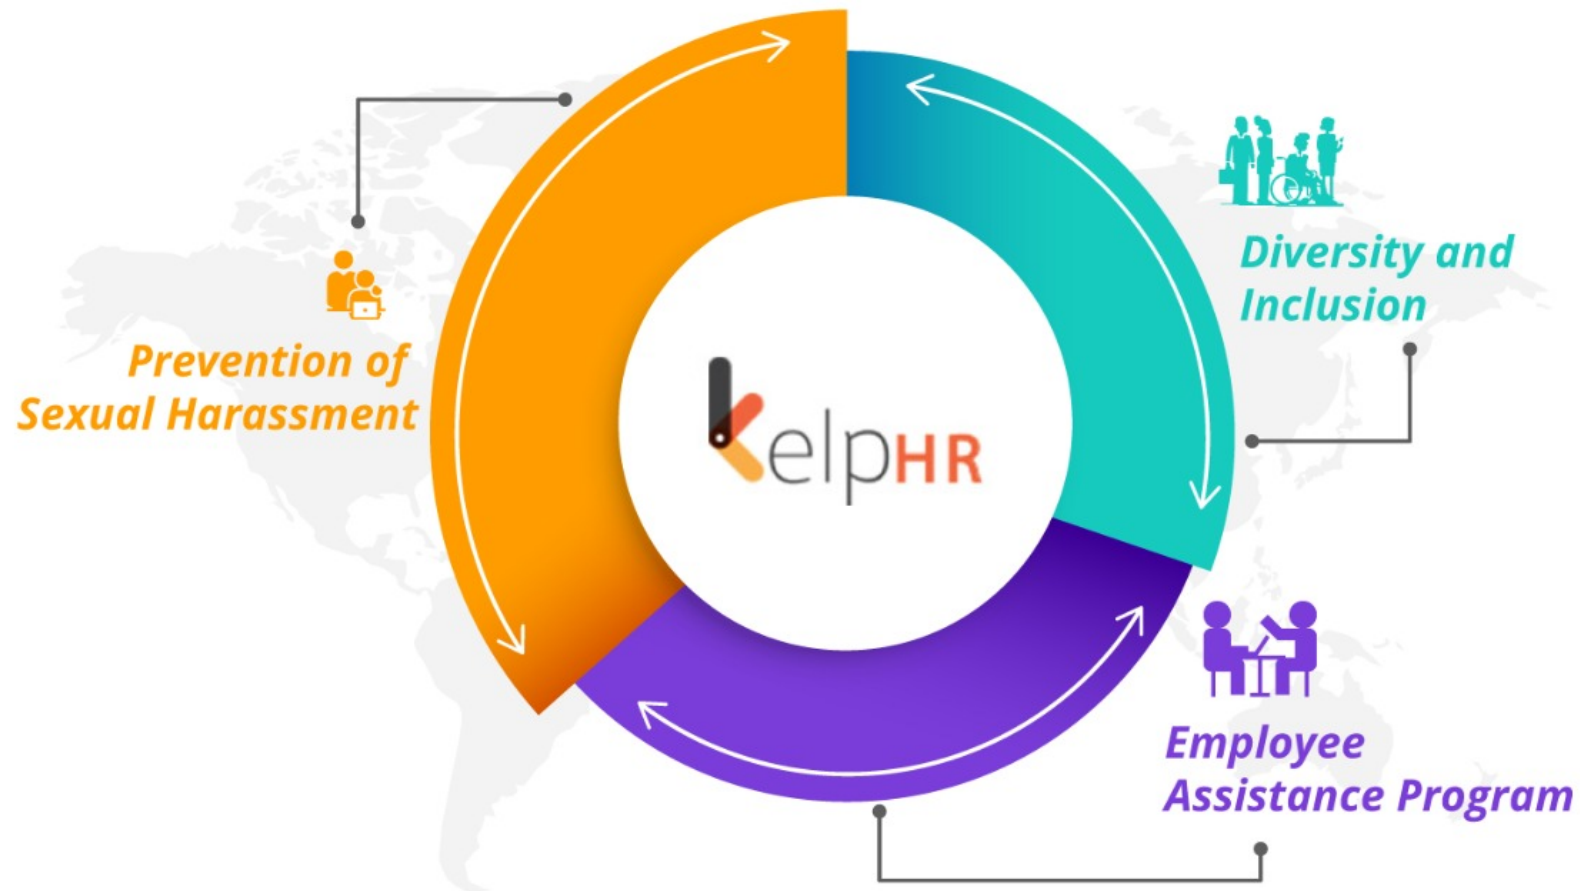 Diversity and
Inclusion
Prevention of
Sexual Harassment
KelpHR
Employee
Assistance Program